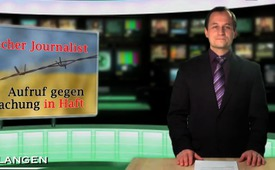 cher Journalist
Aufruf gegen
achung in Haft
LANGEN